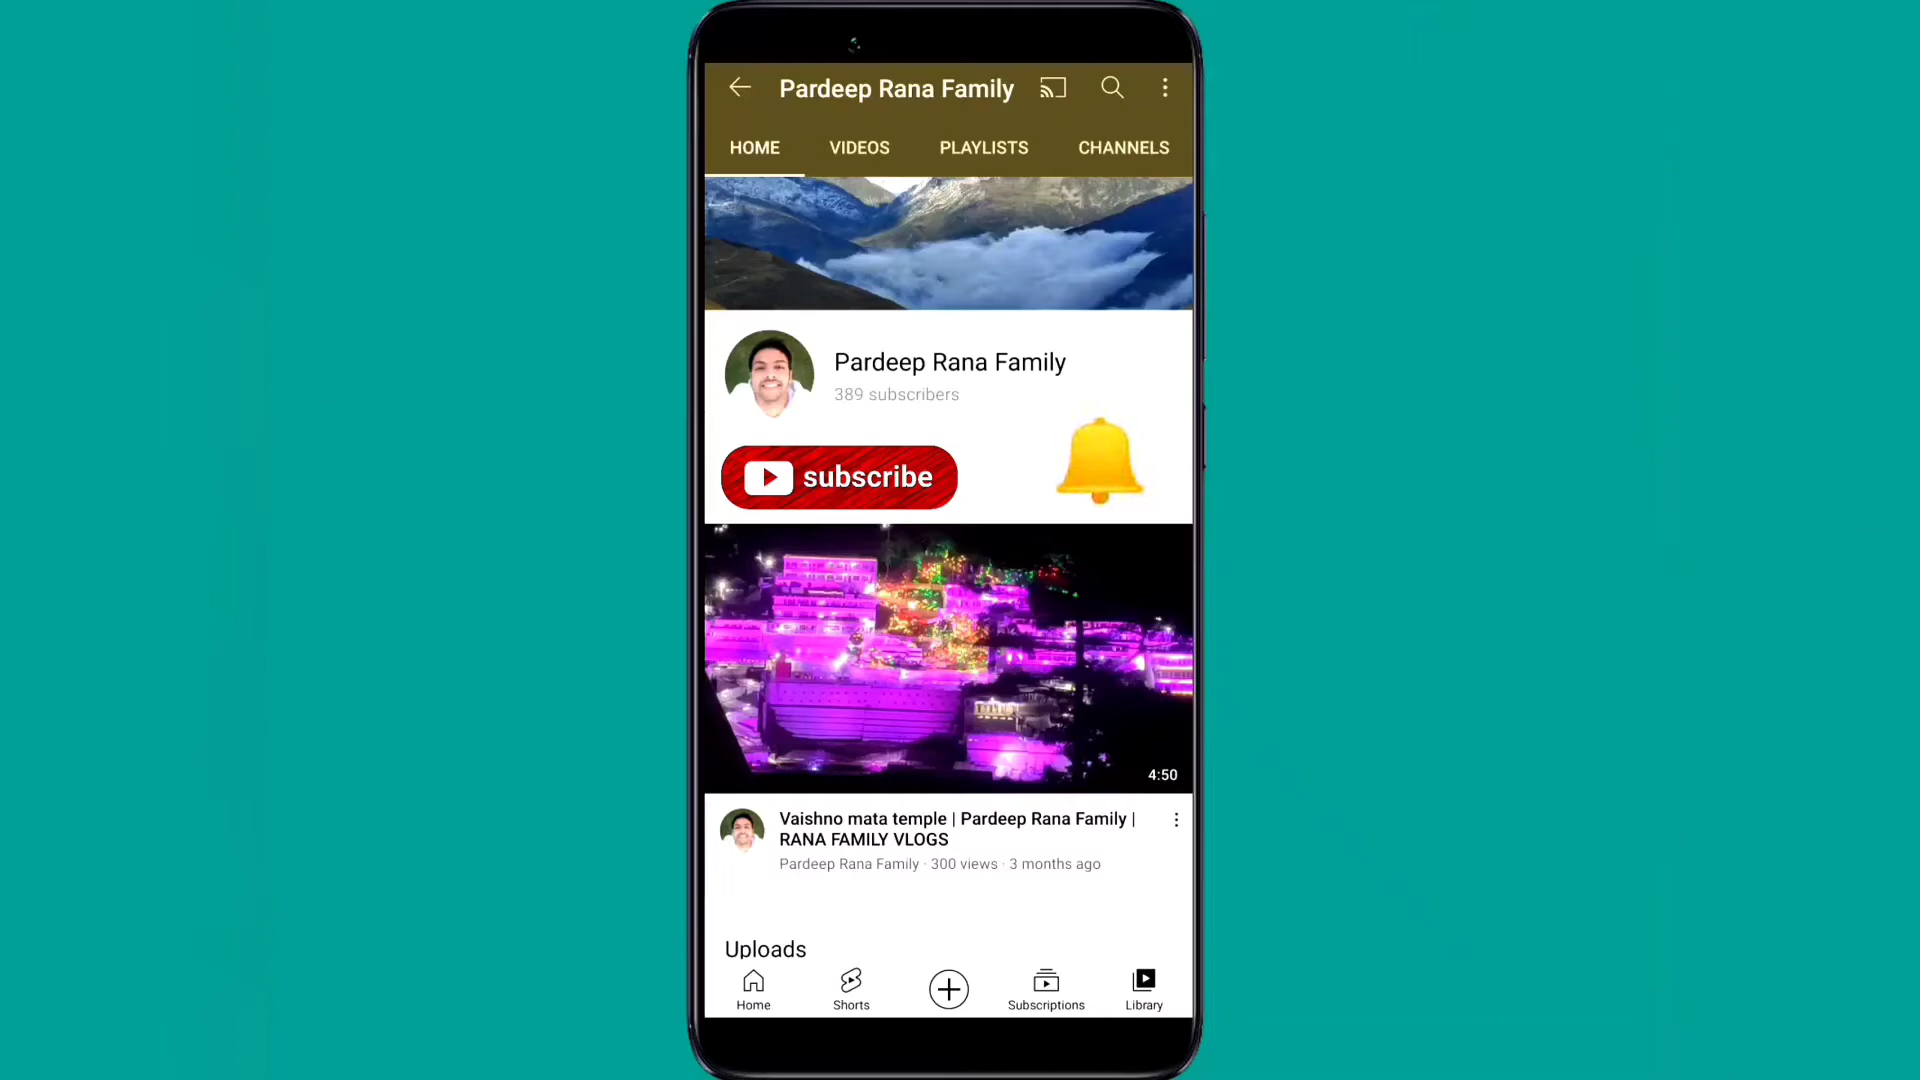 Pardeep Rana Family
HOME VIDEOS PLAYLISTS CHANNELS
Pardeep Rana Family
389 subscribers
subscribe
4:50
Vaishno mata temple | Pardeep Rana Family |
RANA FAMILY VLOGS
Pardeep Rana Family · 300 views · 3 months ago
Uploads
Home Shorts Subscriptions Library